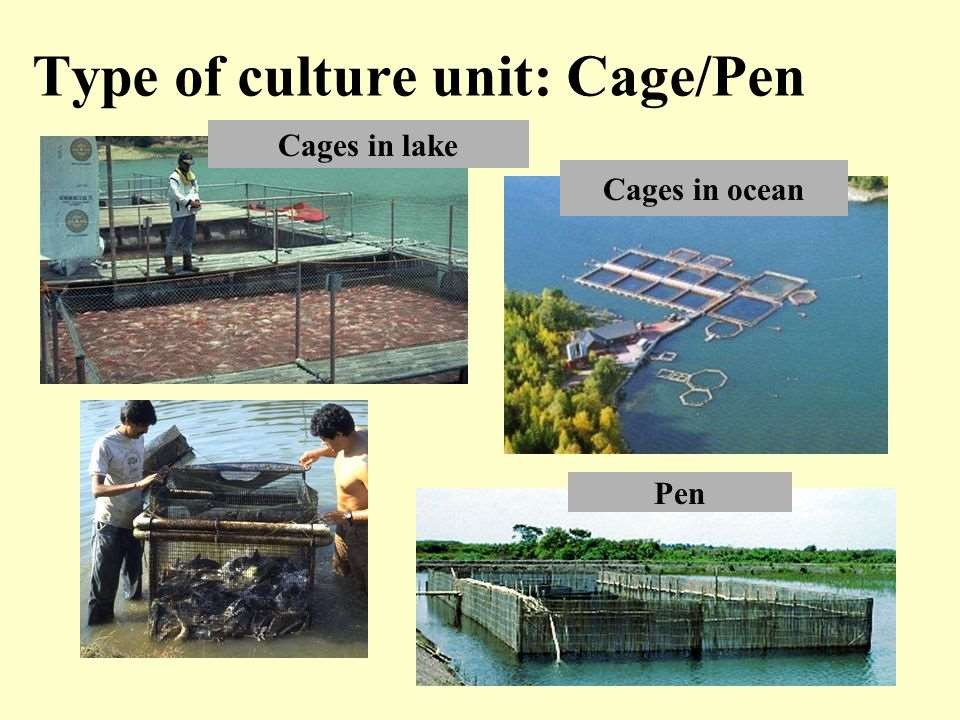 Type of culture unit: Cage/Pen
Cages in lake
Cages in ocean
Pen